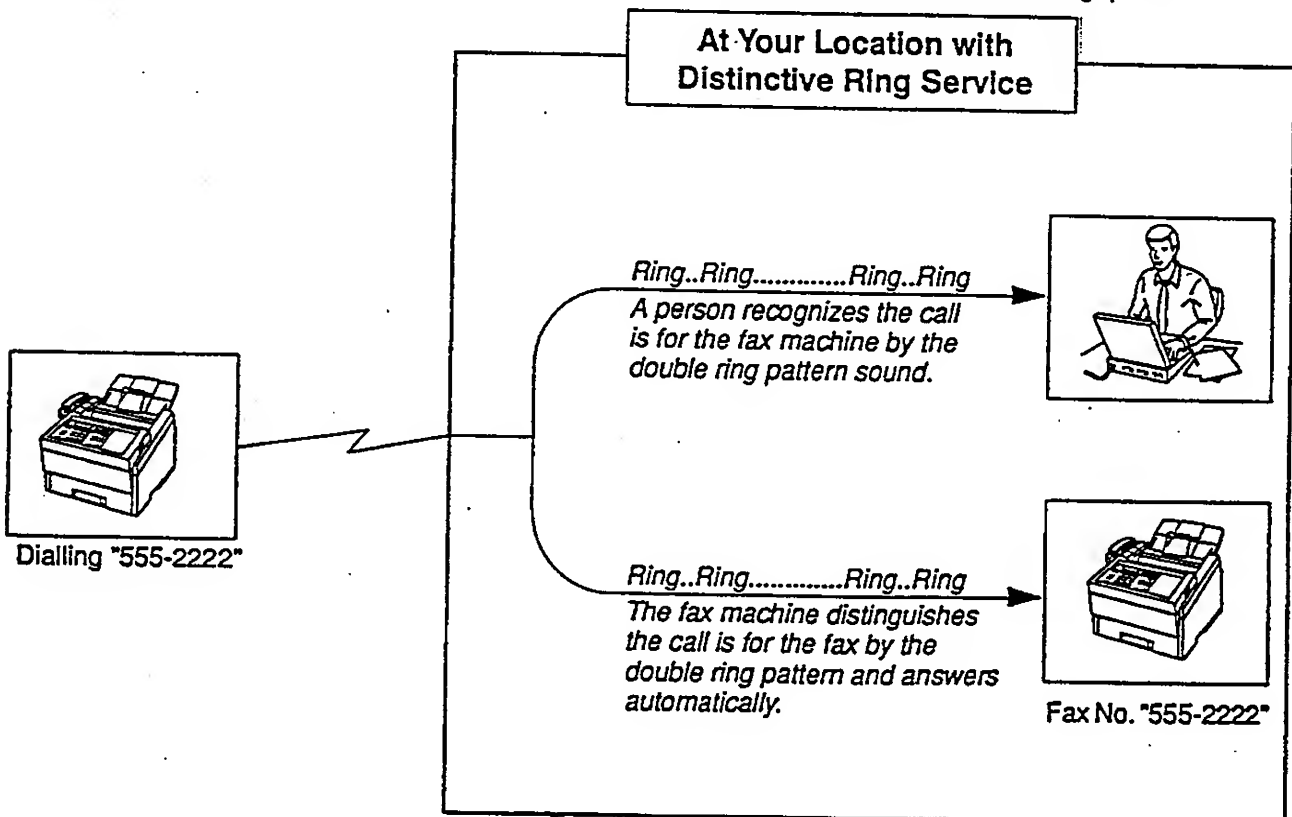 At Your Location with
Distinctive Ring Service
Ring..Ring.............Ring..Ring
A person recognizes the call
is for the fax machine by the
double ring pattern sound.
Dialling "555-2222"
Ring..Ring.............Ring..Ring
The fax machine distinguishes
the call is for the fax by the
double ring pattern and answers
automatically.
Fax No. "555-2222"